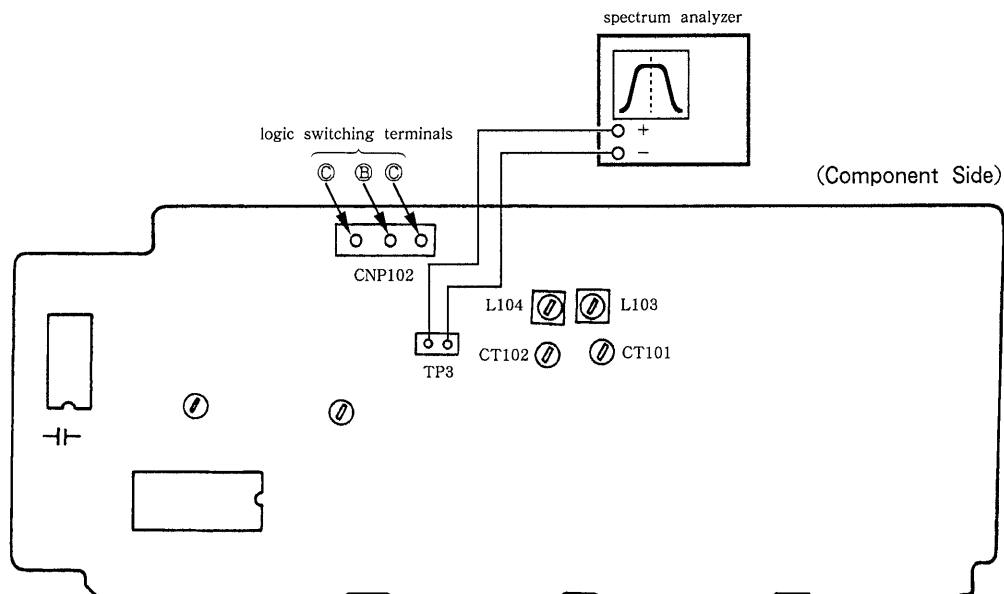 spectrum analyzer
+
−
logic switching terminals
Ⓒ Ⓑ Ⓒ
(Component Side)
CNP102
L104
L103
CT102
CT101
TP3